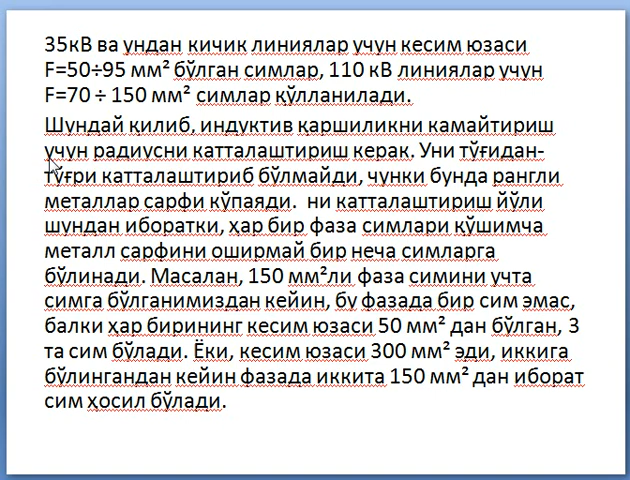 35кВ ва ундан кичик линиялар учун кесим юзаси
F=50÷95 мм² бўлган симлар, 110 кВ линиялар учун
F=70 ÷ 150 мм² симлар қўлланилади.
Шундай қилиб, индуктив қаршиликни камайтириш
учун радиусни катталаштириш керак. Уни тўғидан-
тўғри катталаштириб бўлмайди, чунки бунда рангли
металлар сарфи кўпаяди.  ни катталаштириш йўли
шундан иборатки, ҳар бир фаза симлари қўшимча
металл сарфини оширмай бир неча симларга
бўлинади. Масалан, 150 мм²ли фаза симини учта
симга бўлганимиздан кейин, бу фазада бир сим эмас,
балки ҳар бирининг кесим юзаси 50 мм² дан бўлган, 3
та сим бўлади. Ёки, кесим юзаси 300 мм² эди, иккига
бўлингандан кейин фазада иккита 150 мм² дан иборат
сим ҳосил бўлади.